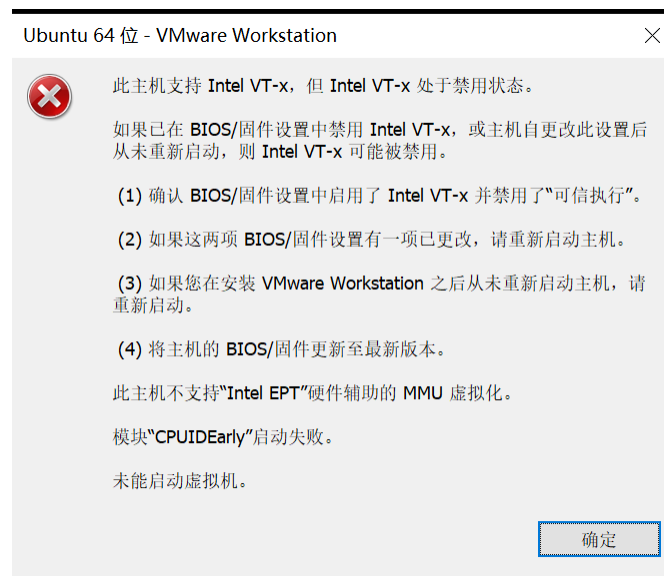 Ubuntu 64 位 - VMware Workstation
此主机支持 Intel VT-x，但 Intel VT-x 处于禁用状态。
如果已在 BIOS/固件设置中禁用 Intel VT-x，或主机自更改此设置后
从未重新启动，则 Intel VT-x 可能被禁用。
(1) 确认 BIOS/固件设置中启用了 Intel VT-x 并禁用了“可信执行”。
(2) 如果这两项 BIOS/固件设置有一项已更改，请重新启动主机。
(3) 如果您在安装 VMware Workstation 之后从未重新启动主机，请
重新启动。
(4) 将主机的 BIOS/固件更新至最新版本。
此主机不支持“Intel EPT”硬件辅助的 MMU 虚拟化。
模块“CPUIDEarly”启动失败。
未能启动虚拟机。
确定